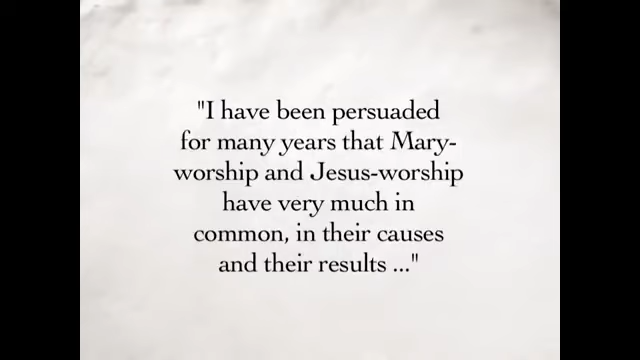 "I have been persuaded
for many years that Mary-
worship and Jesus-worship
have very much in
common, in their causes
and their results ..."